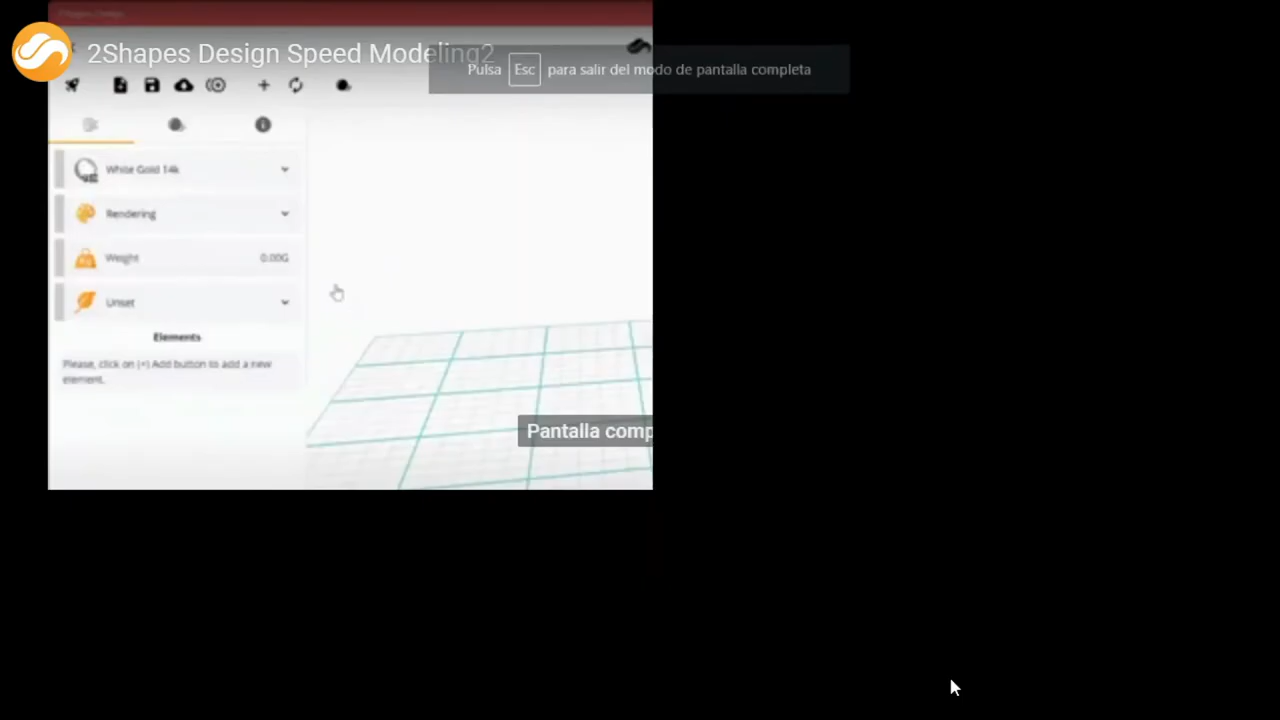 2Shapes Design Speed Modeling2
Pulsa Esc para salir del modo de pantalla completa
White Gold 14k
Rendering
Weight 0.00G
Unset
Elements
Please, click on (+) Add button to add a new
element.
Pantalla comp